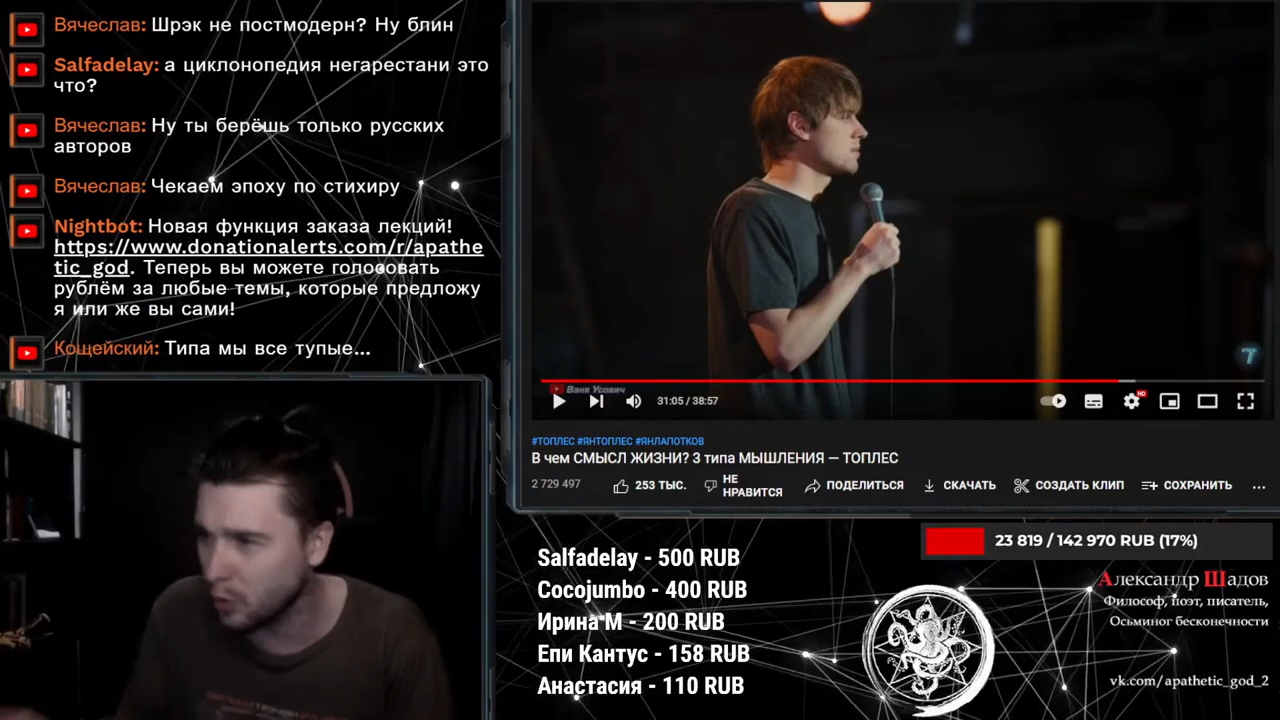 Вячеслав: Шрэк не постмодерн? Ну блин
Salfadelay: а циклонопедия негарестани это
что?
Вячеслав: Ну ты берёшь только русских
авторов
Вячеслав: Чекаем эпоху по стихиру
Nightbot: Новая функция заказа лекций!
https://www.donationalerts.com/r/apathe
tic_god. Теперь вы можете голосовать
рублём за любые темы, которые предложу
я или же вы сами!
Кощейский: Типа мы все тупые...
Ваня Усович
31:05 / 38:57
HD
#ТОПЛЕС #ЯНТОПЛЕС #ЯНЛАПОТКОВ
В чем СМЫСЛ ЖИЗНИ? 3 типа МЫШЛЕНИЯ — ТОПЛЕС
2 729 497
253 ТЫС.
НЕ
НРАВИТСЯ
ПОДЕЛИТЬСЯ
СКАЧАТЬ
СОЗДАТЬ КЛИП
СОХРАНИТЬ
...
Salfadelay - 500 RUB
Cocojumbo - 400 RUB
Ирина М - 200 RUB
Епи Кантус - 158 RUB
Анастасия - 110 RUB
23 819 / 142 970 RUB (17%)
Александр Шадов
Философ, поэт, писатель,
Осьминог бесконечности
vk.com/apathetic_god_2